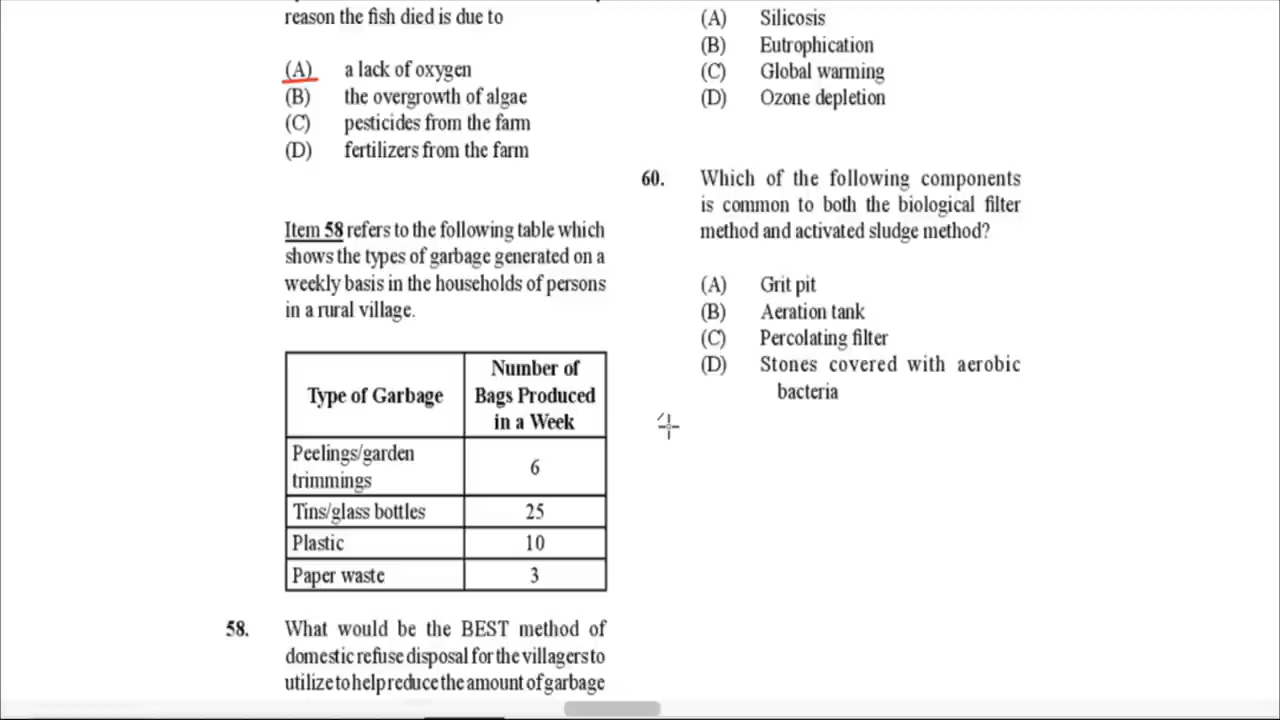 reason the fish died is due to
(A) a lack of oxygen
(B) the overgrowth of algae
(C) pesticides from the farm
(D) fertilizers from the farm
Item 58 refers to the following table which
shows the types of garbage generated on a
weekly basis in the households of persons
in a rural village.
Type of Garbage
Number of
Bags Produced
in a Week
Peelings/garden
trimmings
6
Tins/glass bottles 25
Plastic 10
Paper waste 3
58. What would be the BEST method of
domestic refuse disposal for the villagers to
utilize to help reduce the amount of garbage
(A) Silicosis
(B) Eutrophication
(C) Global warming
(D) Ozone depletion
60. Which of the following components
is common to both the biological filter
method and activated sludge method?
(A) Grit pit
(B) Aeration tank
(C) Percolating filter
(D) Stones covered with aerobic
bacteria